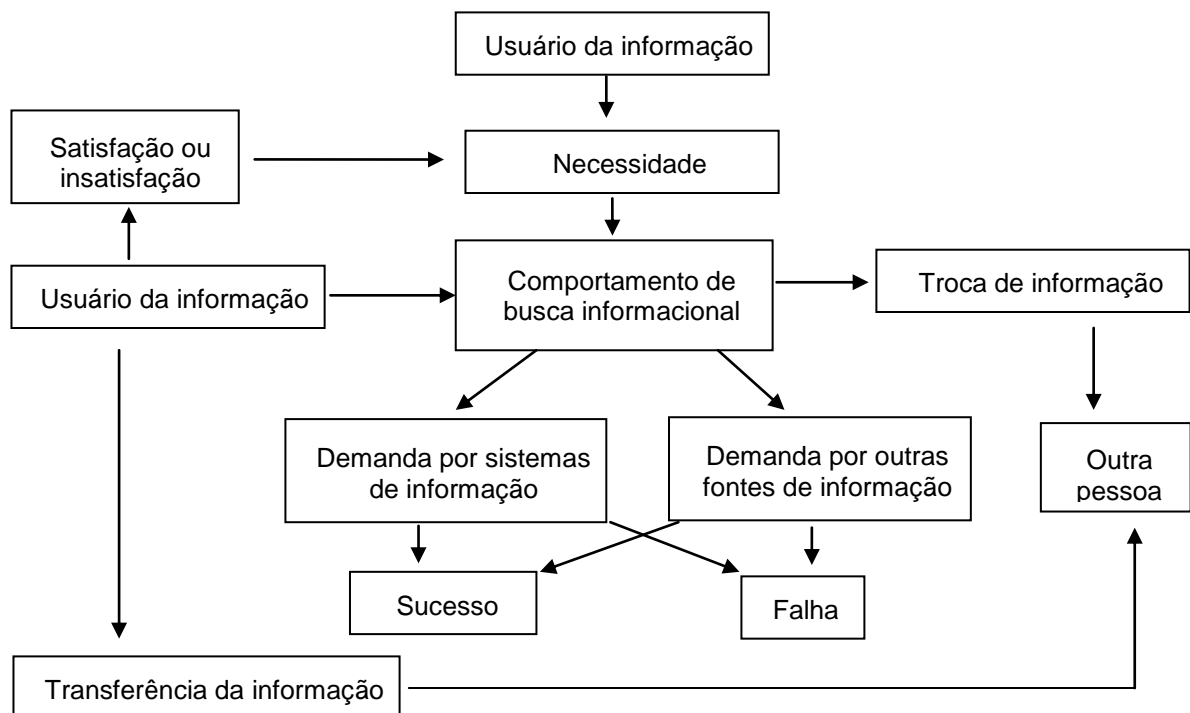 Usuário da informação
Satisfação ou
insatisfação
Necessidade
Usuário da informação
Comportamento de
busca informacional
Troca de informação
Demanda por sistemas
de informação
Demanda por outras
fontes de informação
Outra
pessoa
Sucesso
Falha
Transferência da informação